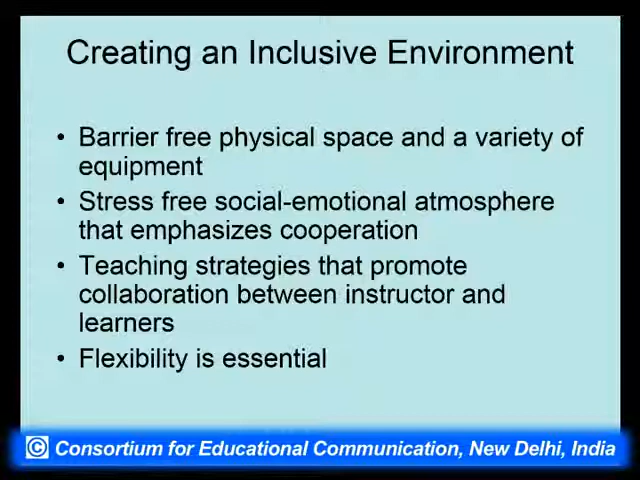 Creating an Inclusive Environment
• Barrier free physical space and a variety of
equipment
• Stress free social-emotional atmosphere
that emphasizes cooperation
• Teaching strategies that promote
collaboration between instructor and
learners
• Flexibility is essential
© Consortium for Educational Communication, New Delhi, India